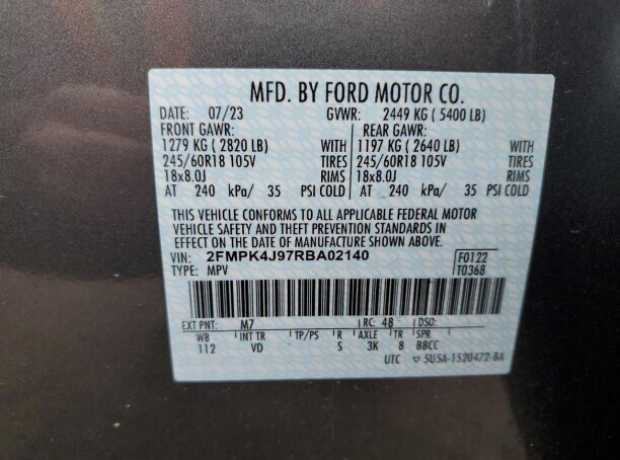 MFD. BY FORD MOTOR CO.
DATE: 07/23 GVWR: 2449 KG ( 5400 LB)
FRONT GAWR: REAR GAWR:
1279 KG ( 2820 LB) WITH 1197 KG ( 2640 LB) WITH
245/60R18 105V TIRES 245/60R18 105V TIRES
18x8.0J RIMS 18x8.0J RIMS
AT 240 kPa/ 35 PSI COLD AT 240 kPa/ 35 PSI COLD
THIS VEHICLE CONFORMS TO ALL APPLICABLE FEDERAL MOTOR
VEHICLE SAFETY AND THEFT PREVENTION STANDARDS IN
EFFECT ON THE DATE OF MANUFACTURE SHOWN ABOVE.
VIN: 2FMPK4J97RBA02140 F0122
TYPE: MPV T0368
EXT PNT: M7 RC: 48 DSO:
WB INT TR TP/PS R AXLE TR SPR
112 VD S 3K 8 BBCC
UTC 5U5A-1520472-BA